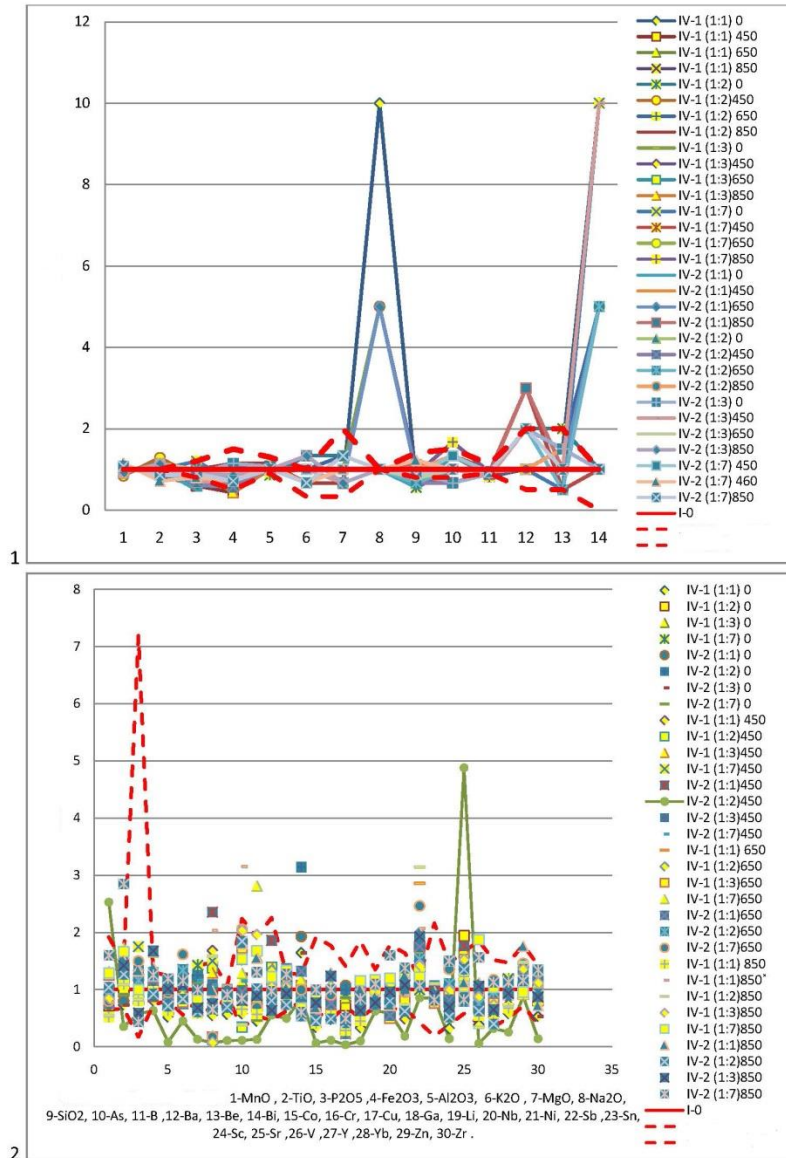 12
10
8
6
4
2
0
1 2 3 4 5 6 7 8 9 10 11 12 13 14
IV-1 (1:1) 0
IV-1 (1:1) 450
IV-1 (1:1) 650
IV-1 (1:1) 850
IV-1 (1:2) 0
IV-1 (1:2)450
IV-1 (1:2) 650
IV-1 (1:2) 850
IV-1 (1:3) 0
IV-1 (1:3)450
IV-1 (1:3)650
IV-1 (1:3)850
IV-1 (1:7) 0
IV-1 (1:7)450
IV-1 (1:7)650
IV-1 (1:7)850
IV-2 (1:1) 0
IV-2 (1:1)450
IV-2 (1:1)650
IV-2 (1:1)850
IV-2 (1:2) 0
IV-2 (1:2)450
IV-2 (1:2)650
IV-2 (1:2)850
IV-2 (1:3) 0
IV-2 (1:3)450
IV-2 (1:3)650
IV-2 (1:3)850
IV-2 (1:7) 450
IV-2 (1:7) 460
IV-2 (1:7)850
I-0
1
8
7
6
5
4
3
2
1
0
0 5 10 15 20 25 30 35
IV-1 (1:1) 0
IV-1 (1:2) 0
IV-1 (1:3) 0
IV-1 (1:7) 0
IV-2 (1:1) 0
IV-2 (1:2) 0
IV-2 (1:3) 0
IV-2 (1:7) 0
IV-1 (1:1) 450
IV-1 (1:2)450
IV-1 (1:3)450
IV-1 (1:7)450
IV-2 (1:1)450
IV-2 (1:2)450
IV-2 (1:3)450
IV-2 (1:7)450
IV-1 (1:1) 650
IV-1 (1:2)650
IV-1 (1:3)650
IV-1 (1:7)650
IV-2 (1:1)650
IV-2 (1:2)650
IV-2 (1:7)650
IV-1 (1:1) 850
IV-1 (1:1)850*
IV-1 (1:2)850
IV-1 (1:3)850
IV-1 (1:7)850
IV-2 (1:1)850
IV-2 (1:2)850
IV-2 (1:3)850
IV-2 (1:7)850
I-0
1-MnO , 2-TiO, 3-P2O5 ,4-Fe2O3, 5-Al2O3, 6-K2O , 7-MgO, 8-Na2O,
9-SiO2, 10-As, 11-B ,12-Ba, 13-Be, 14-Bi, 15-Co, 16-Cr, 17-Cu, 18-Ga, 19-Li, 20-Nb, 21-Ni, 22-Sb ,23-Sn,
24-Sc, 25-Sr ,26-V ,27-Y ,28-Yb, 29-Zn, 30-Zr .
2